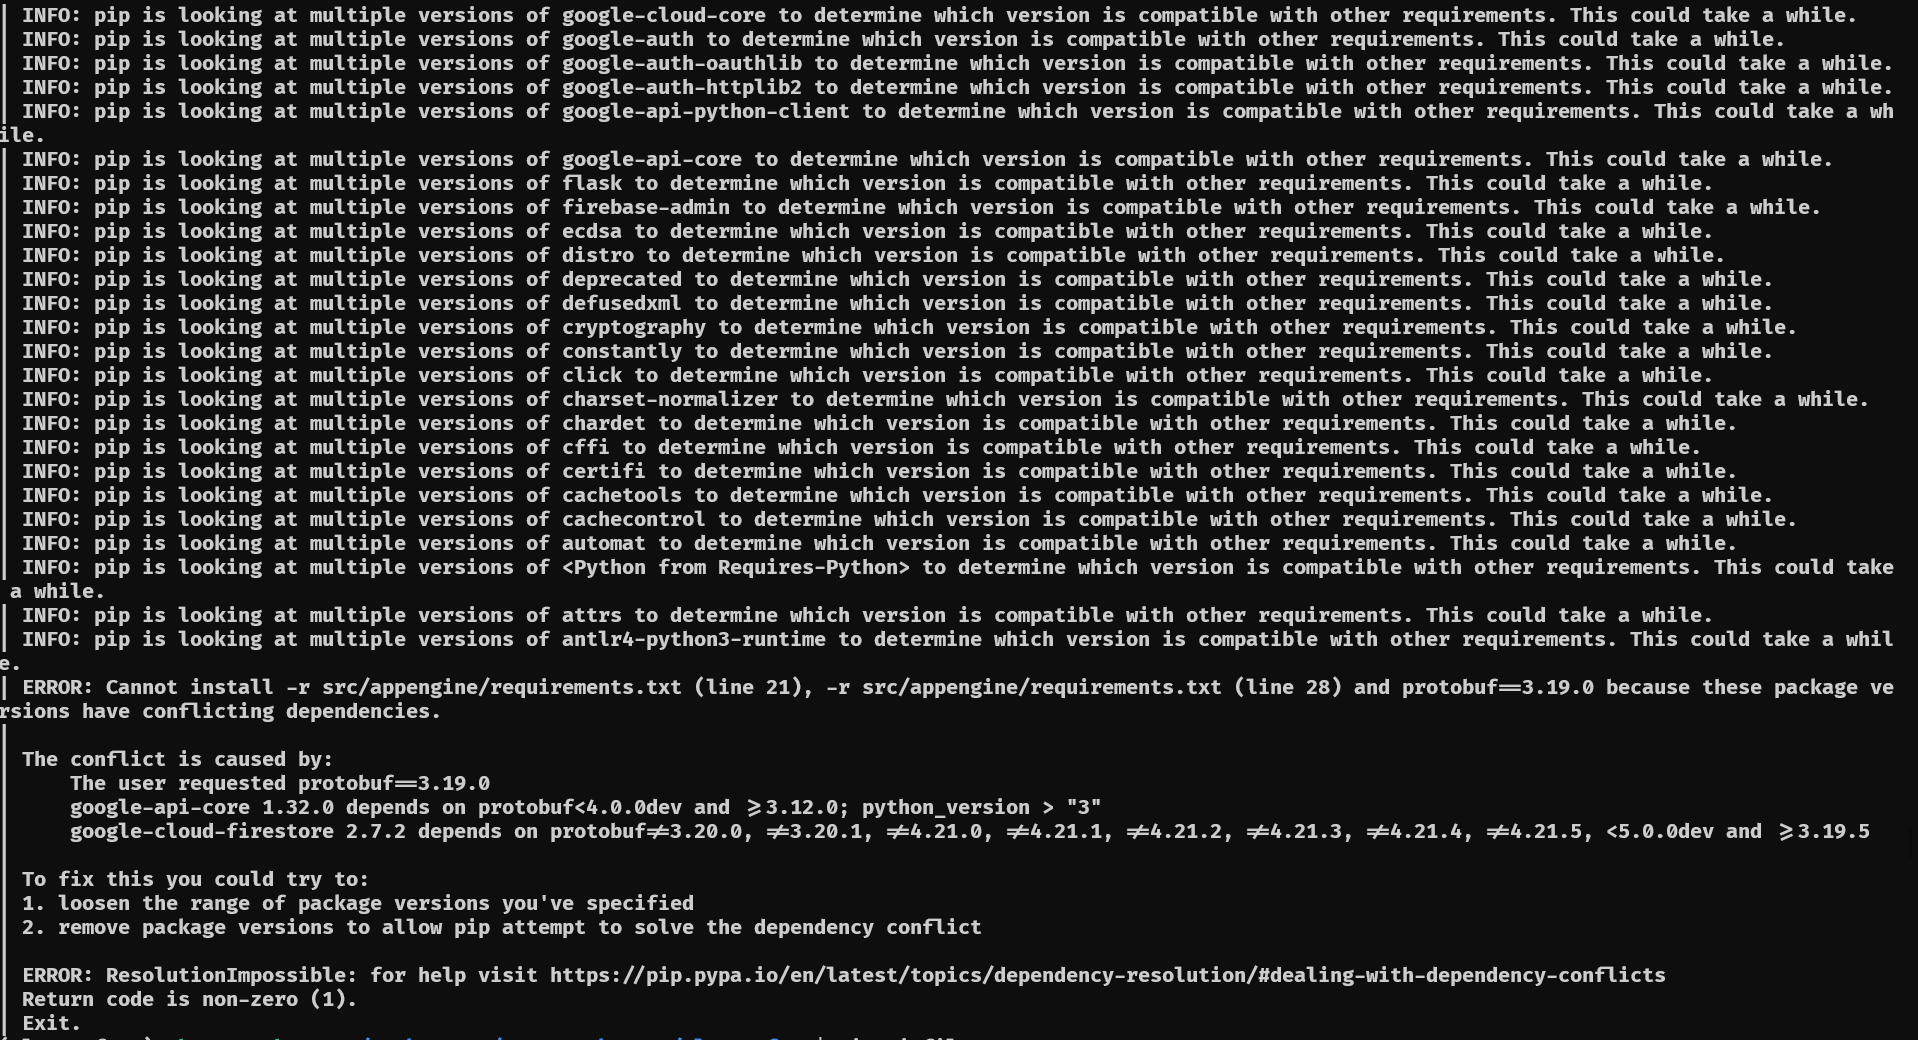 INFO: pip is looking at multiple versions of google-cloud-core to determine which version is compatible with other requirements. This could take a while.
INFO: pip is looking at multiple versions of google-auth to determine which version is compatible with other requirements. This could take a while.
INFO: pip is looking at multiple versions of google-auth-oauthlib to determine which version is compatible with other requirements. This could take a while.
INFO: pip is looking at multiple versions of google-auth-httplib2 to determine which version is compatible with other requirements. This could take a while.
INFO: pip is looking at multiple versions of google-api-python-client to determine which version is compatible with other requirements. This could take a wh
ile.
INFO: pip is looking at multiple versions of google-api-core to determine which version is compatible with other requirements. This could take a while.
INFO: pip is looking at multiple versions of flask to determine which version is compatible with other requirements. This could take a while.
INFO: pip is looking at multiple versions of firebase-admin to determine which version is compatible with other requirements. This could take a while.
INFO: pip is looking at multiple versions of ecdsa to determine which version is compatible with other requirements. This could take a while.
INFO: pip is looking at multiple versions of distro to determine which version is compatible with other requirements. This could take a while.
INFO: pip is looking at multiple versions of deprecated to determine which version is compatible with other requirements. This could take a while.
INFO: pip is looking at multiple versions of defusedxml to determine which version is compatible with other requirements. This could take a while.
INFO: pip is looking at multiple versions of cryptography to determine which version is compatible with other requirements. This could take a while.
INFO: pip is looking at multiple versions of constantly to determine which version is compatible with other requirements. This could take a while.
INFO: pip is looking at multiple versions of click to determine which version is compatible with other requirements. This could take a while.
INFO: pip is looking at multiple versions of charset-normalizer to determine which version is compatible with other requirements. This could take a while.
INFO: pip is looking at multiple versions of chardet to determine which version is compatible with other requirements. This could take a while.
INFO: pip is looking at multiple versions of cffi to determine which version is compatible with other requirements. This could take a while.
INFO: pip is looking at multiple versions of certifi to determine which version is compatible with other requirements. This could take a while.
INFO: pip is looking at multiple versions of cachetools to determine which version is compatible with other requirements. This could take a while.
INFO: pip is looking at multiple versions of cachecontrol to determine which version is compatible with other requirements. This could take a while.
INFO: pip is looking at multiple versions of automat to determine which version is compatible with other requirements. This could take a while.
INFO: pip is looking at multiple versions of <Python from Requires-Python> to determine which version is compatible with other requirements. This could take
a while.
INFO: pip is looking at multiple versions of attrs to determine which version is compatible with other requirements. This could take a while.
INFO: pip is looking at multiple versions of antlr4-python3-runtime to determine which version is compatible with other requirements. This could take a whil
e.
ERROR: Cannot install -r src/appengine/requirements.txt (line 21), -r src/appengine/requirements.txt (line 28) and protobuf==3.19.0 because these package ve
rsions have conflicting dependencies.
The conflict is caused by:
The user requested protobuf==3.19.0
google-api-core 1.32.0 depends on protobuf<4.0.0dev and >=3.12.0; python_version > "3"
google-cloud-firestore 2.7.2 depends on protobuf!=3.20.0, !=3.20.1, !=4.21.0, !=4.21.1, !=4.21.2, !=4.21.3, !=4.21.4, !=4.21.5, <5.0.0dev and >=3.19.5
To fix this you could try to:
1. loosen the range of package versions you've specified
2. remove package versions to allow pip attempt to solve the dependency conflict
ERROR: ResolutionImpossible: for help visit https://pip.pypa.io/en/latest/topics/dependency-resolution/#dealing-with-dependency-conflicts
Return code is non-zero (1).
Exit.